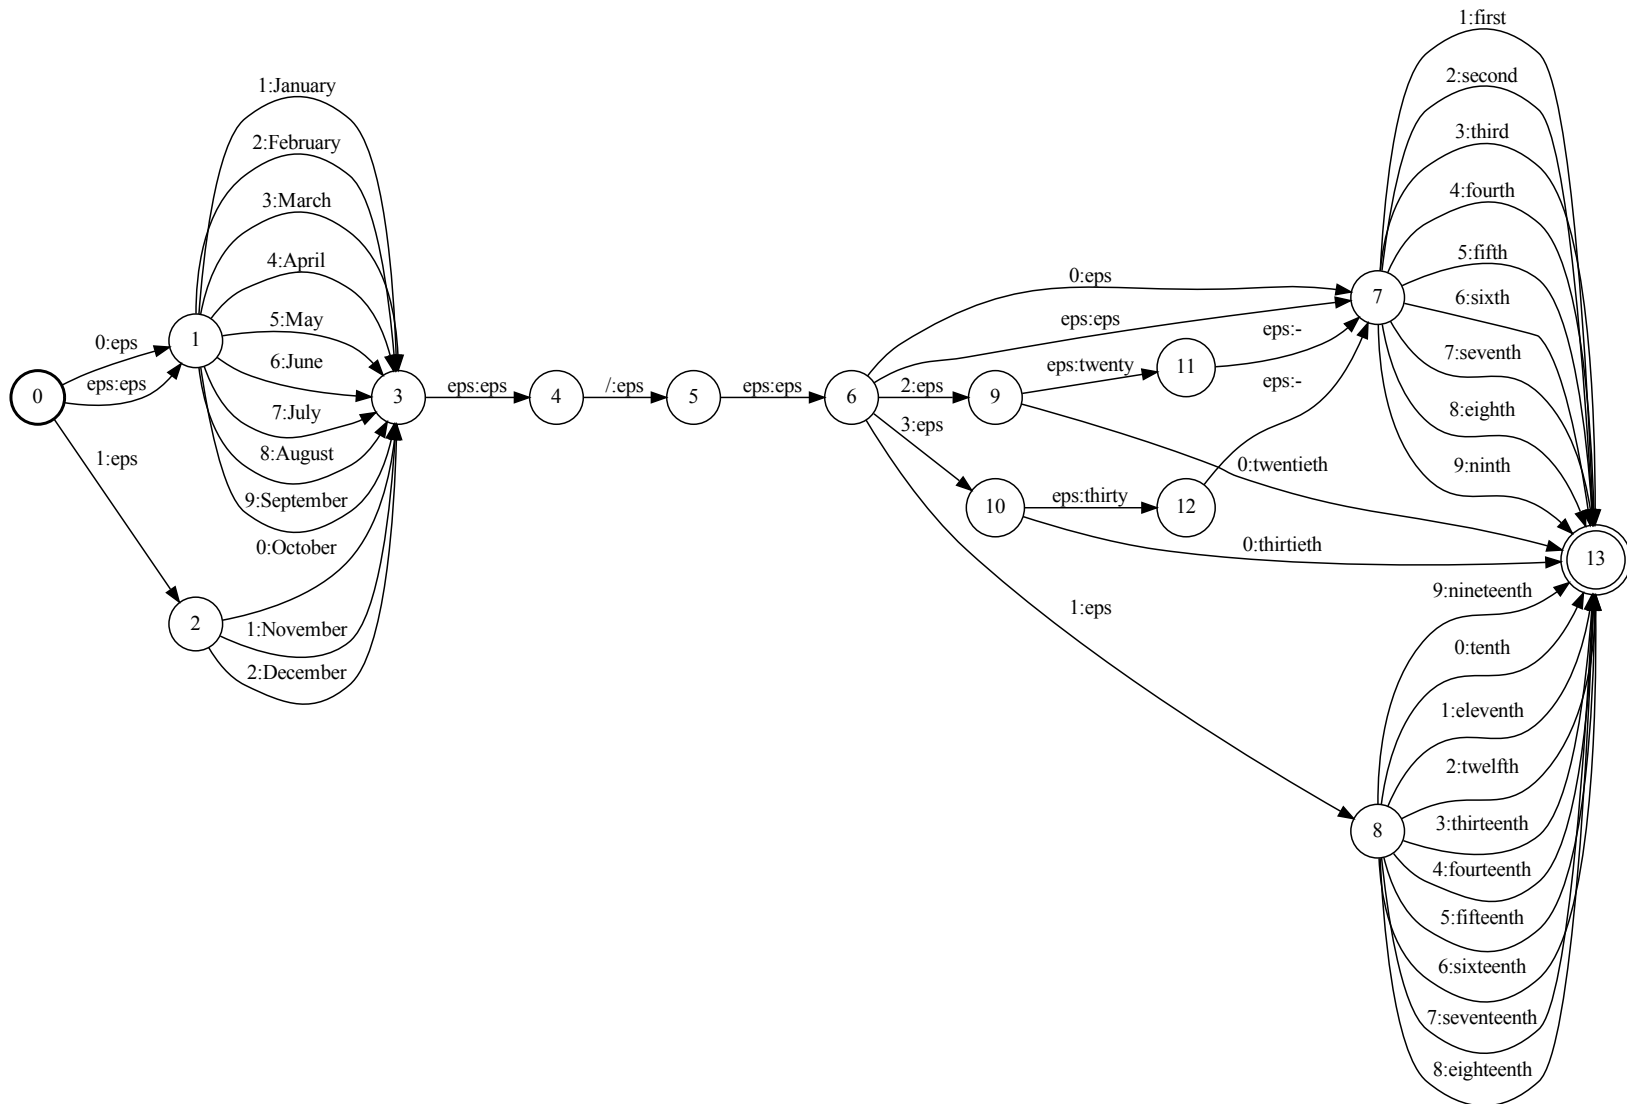 0
0:eps
eps:eps
1:eps
1
2
1:January
2:February
3:March
4:April
5:May
6:June
7:July
8:August
9:September
0:October
1:November
2:December
3
eps:eps
4
/:eps
5
eps:eps
6
0:eps
eps:eps
2:eps
3:eps
1:eps
9
10
eps:twenty
eps:thirty
11
12
eps:-
eps:-
0:twentieth
0:thirtieth
7
8
1:first
2:second
3:third
4:fourth
5:fifth
6:sixth
7:seventh
8:eighth
9:ninth
13
9:nineteenth
0:tenth
1:eleventh
2:twelfth
3:thirteenth
4:fourteenth
5:fifteenth
6:sixteenth
7:seventeenth
8:eighteenth